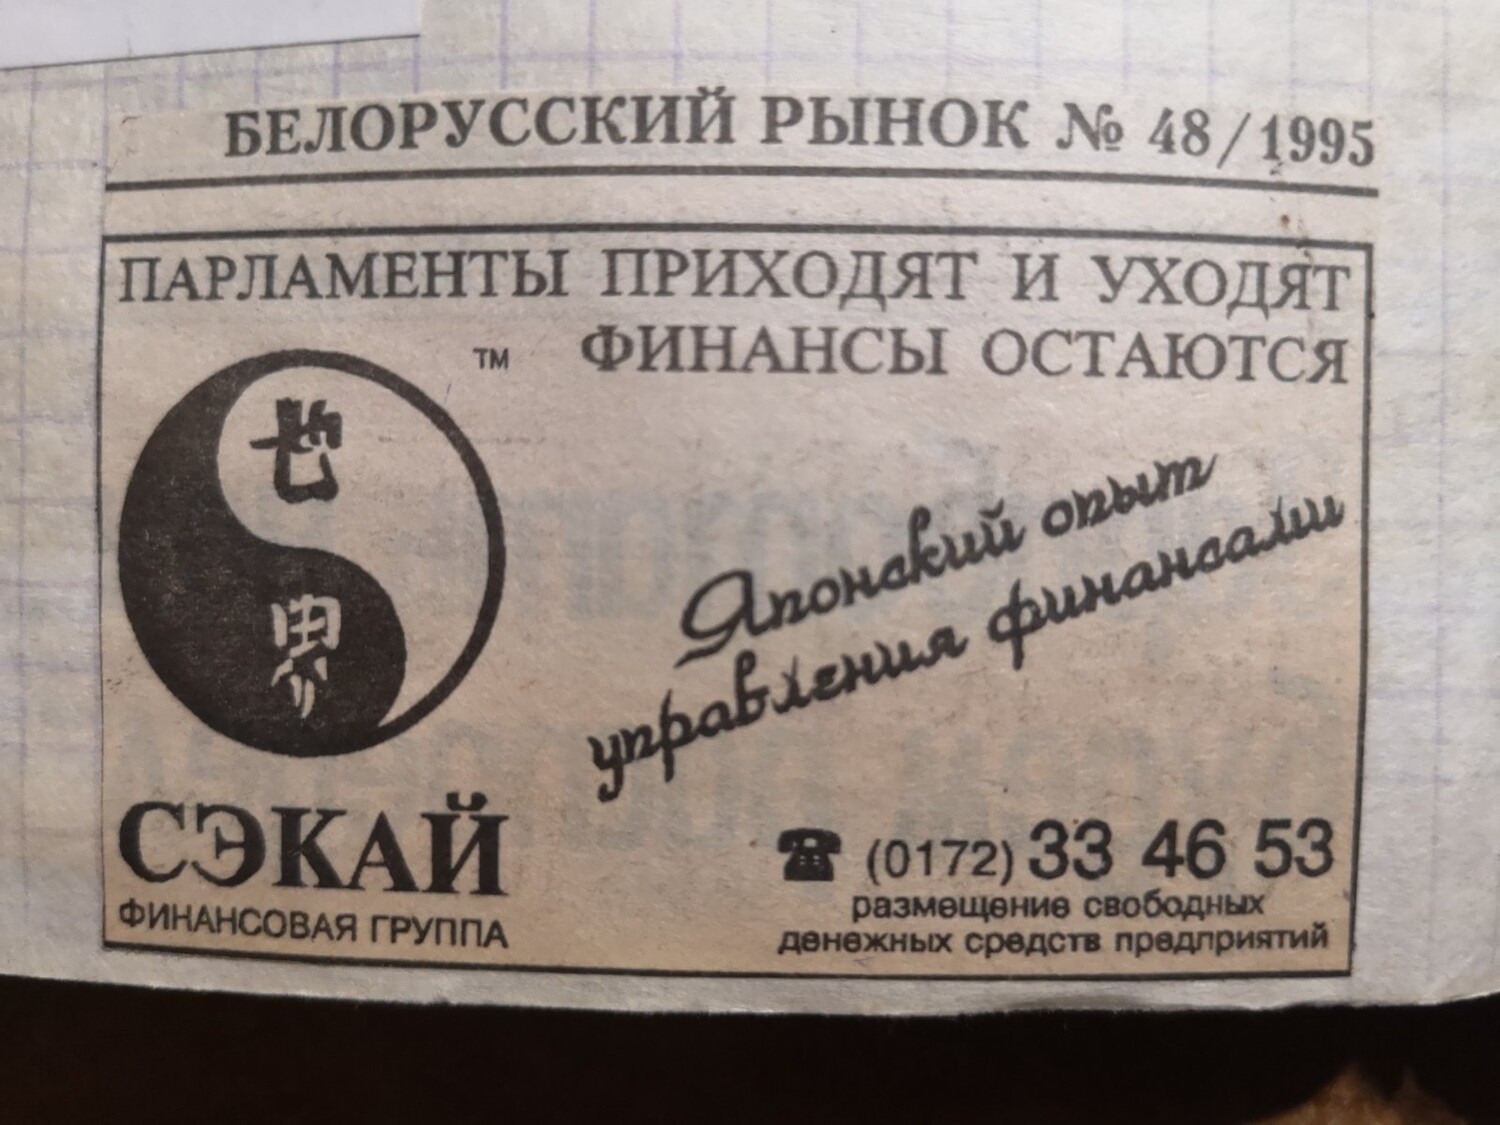 БЕЛОРУССКИЙ РЫНОК № 48/1995
ПАРЛАМЕНТЫ ПРИХОДЯТ И УХОДЯТ
ФИНАНСЫ ОСТАЮТСЯ
TM
世
界
Японский опыт
управления финансами
СЭКАЙ
ФИНАНСОВАЯ ГРУППА
☎ (0172) 33 46 53
размещение свободных
денежных средств предприятий